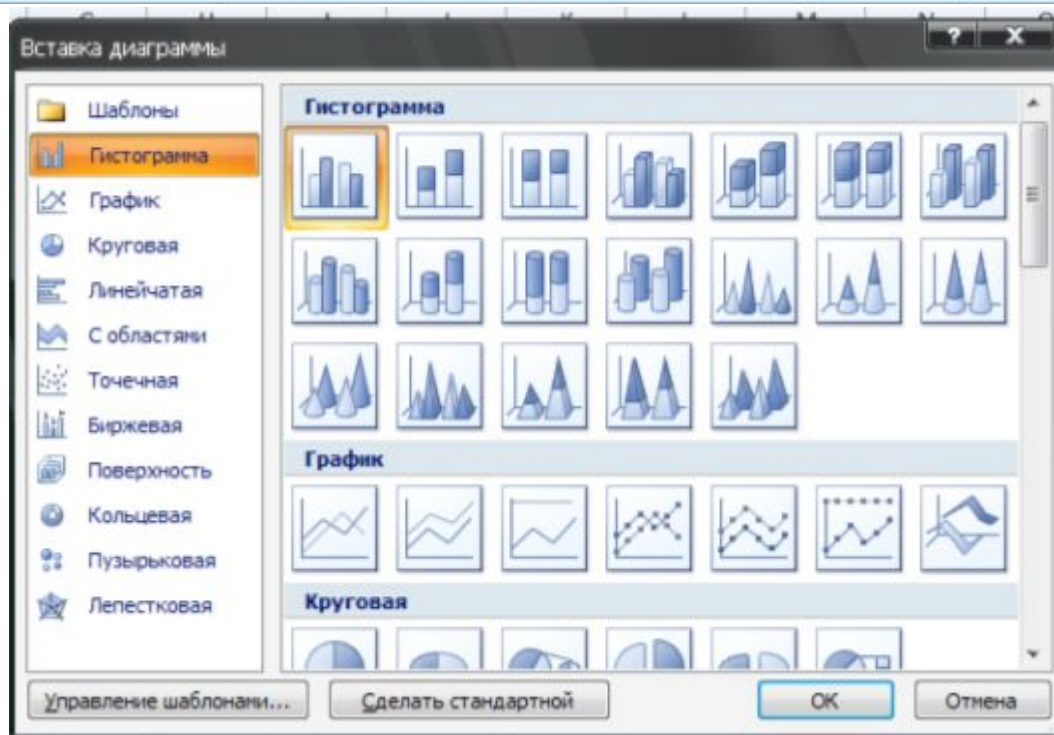 Вставка диаграммы
Шаблоны
Гистограмма
График
Круговая
Линейчатая
С областями
Точечная
Биржевая
Поверхность
Кольцевая
Пузырьковая
Лепестковая
Гистограмма
График
Круговая
Управление шаблонами...
Сделать стандартной
ОК
Отмена